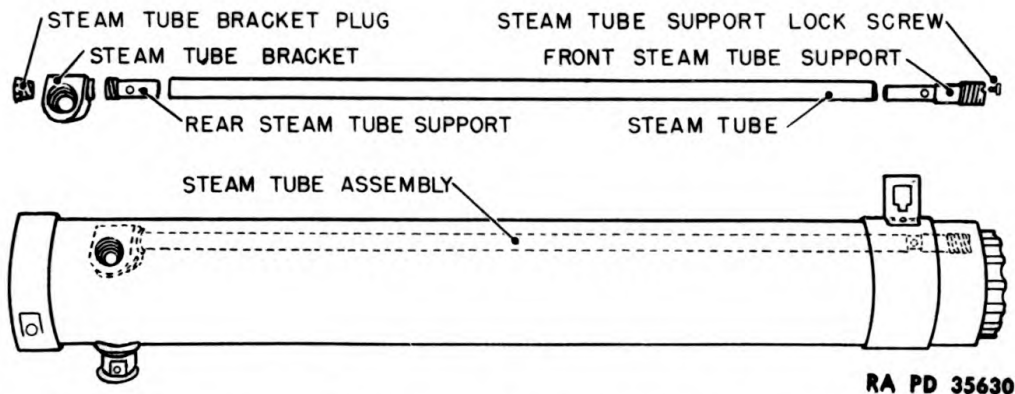 STEAM TUBE BRACKET PLUG
STEAM TUBE SUPPORT LOCK SCREW
STEAM TUBE BRACKET
FRONT STEAM TUBE SUPPORT
REAR STEAM TUBE SUPPORT
STEAM TUBE
STEAM TUBE ASSEMBLY
RA PD 35630